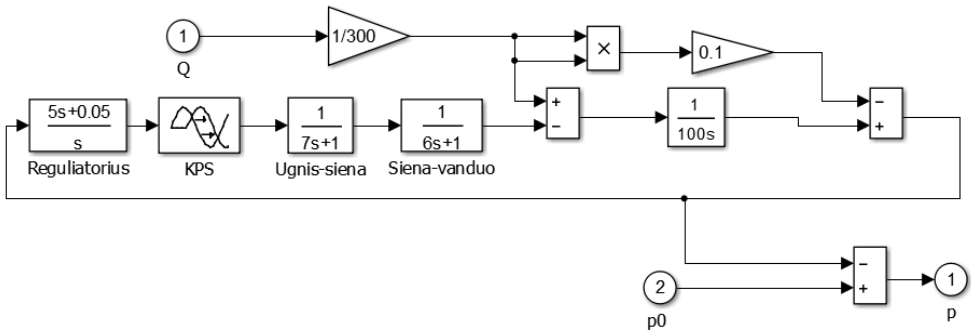 1
Q
1/300
×
0.1
5s+0.05
s
Reguliatorius
KPS
1
7s+1
Ugnis-siena
1
6s+1
Siena-vanduo
+
−
1
100s
−
+
2
p0
−
+
1
p